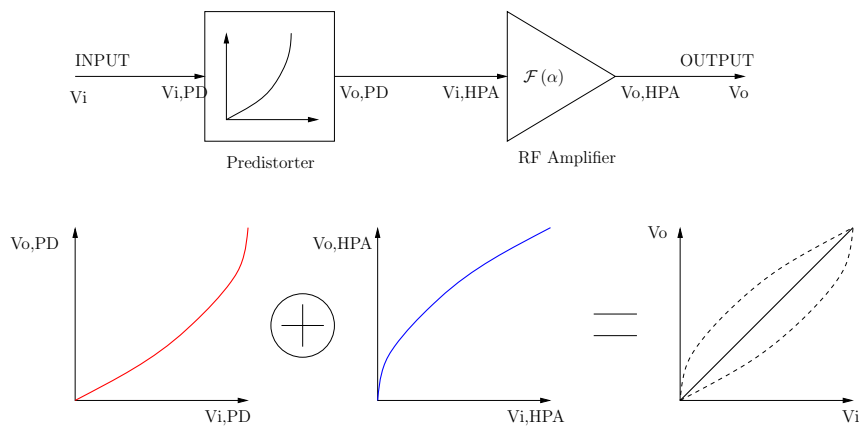 INPUT
Vi
Vi,PD
Predistorter
Vo,PD
Vi,HPA
F(α)
RF Amplifier
Vo,HPA
OUTPUT
Vo
Vo,PD
Vi,PD
Vo,HPA
Vi,HPA
Vo
Vi